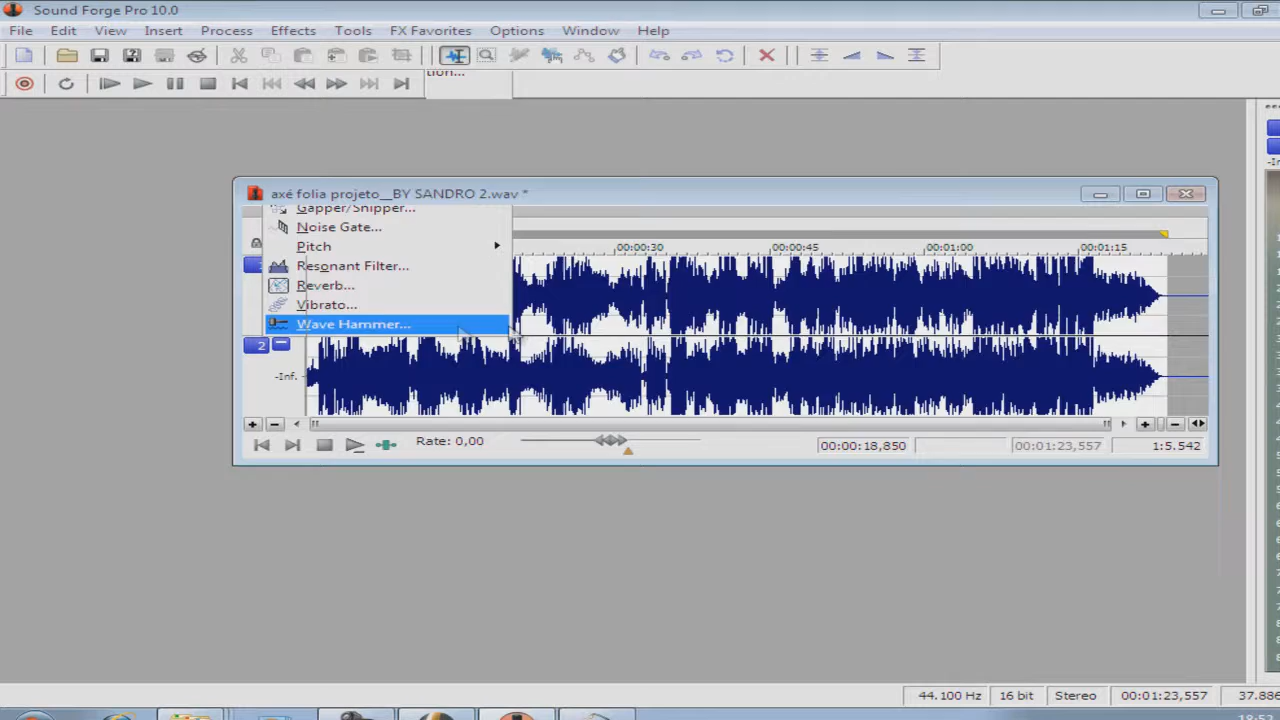 Sound Forge Pro 10.0
File Edit View Insert Process Effects Tools FX Favorites Options Window Help
tion...
axé folia projeto__BY SANDRO 2.wav *
Gapper/Snipper...
Noise Gate...
Pitch
Resonant Filter...
Reverb...
Vibrato...
Wave Hammer...
00:00:30 00:00:45 00:01:00 00:01:15
2
-Inf.
Rate: 0,00
00:00:18,850 00:01:23,557 1:5.542
44.100 Hz 16 bit Stereo 00:01:23,557 37.886
18:53